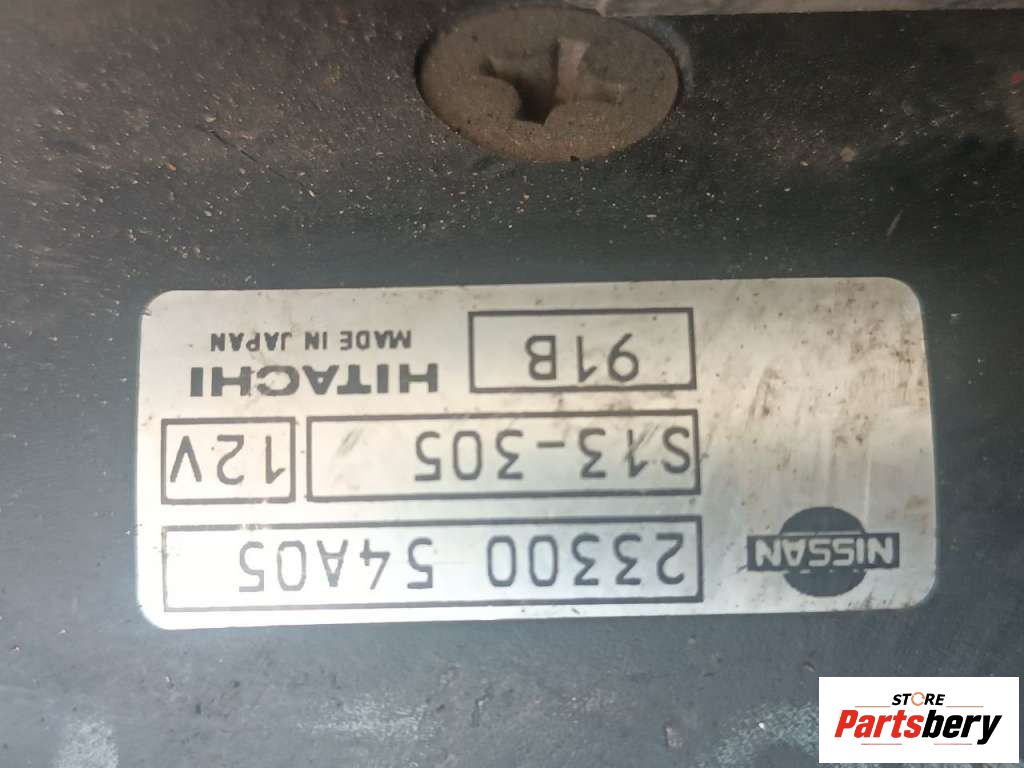 NISSAN
23300 54A05
S13-305 12V
91B HITACHI
MADE IN JAPAN
STORE
Partsbery